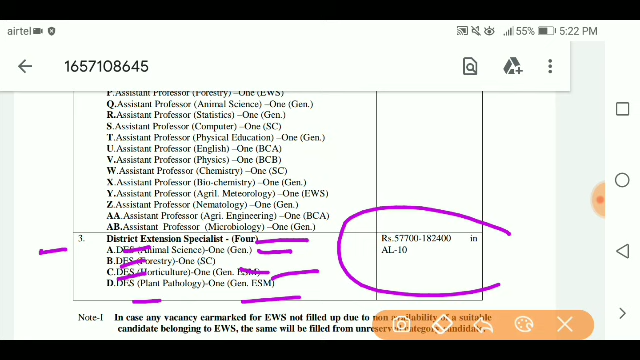 airtel 55% 5:22 PM
1657108645
P.Assistant Professor (Forestry)–One (EWS)
Q.Assistant Professor (Animal Science)–One (Gen.)
R.Assistant Professor (Statistics)–One (Gen.)
S.Assistant Professor (Computer)–One (SC)
T.Assistant Professor (Physical Education)–One (Gen.)
U.Assistant Professor (English)–One (BCA)
V.Assistant Professor (Physics)–One (BCB)
W.Assistant Professor (Chemistry)–One (SC)
X.Assistant Professor (Bio-chemistry)–One (Gen.)
Y.Assistant Professor (Agril. Meteorology)–One (EWS)
Z.Assistant Professor (Nematology)–One (Gen.)
AA.Assistant Professor (Agri. Engineering)–One (BCA)
AB.Assistant Professor (Microbiology)–One (Gen.)
3. District Extension Specialist - (Four) Rs.57700-182400 in
A.DES (Animal Science)-One (Gen.) AL-10
B.DES (Forestry)-One (SC)
C.DES (Horticulture)-One (Gen. ESM)
D.DES (Plant Pathology)-One (Gen. ESM)
Note-I In case any vacancy earmarked for EWS not filled up due to non availability of a suitable
candidate belonging to EWS, the same will be filled from unreserved category candidate.